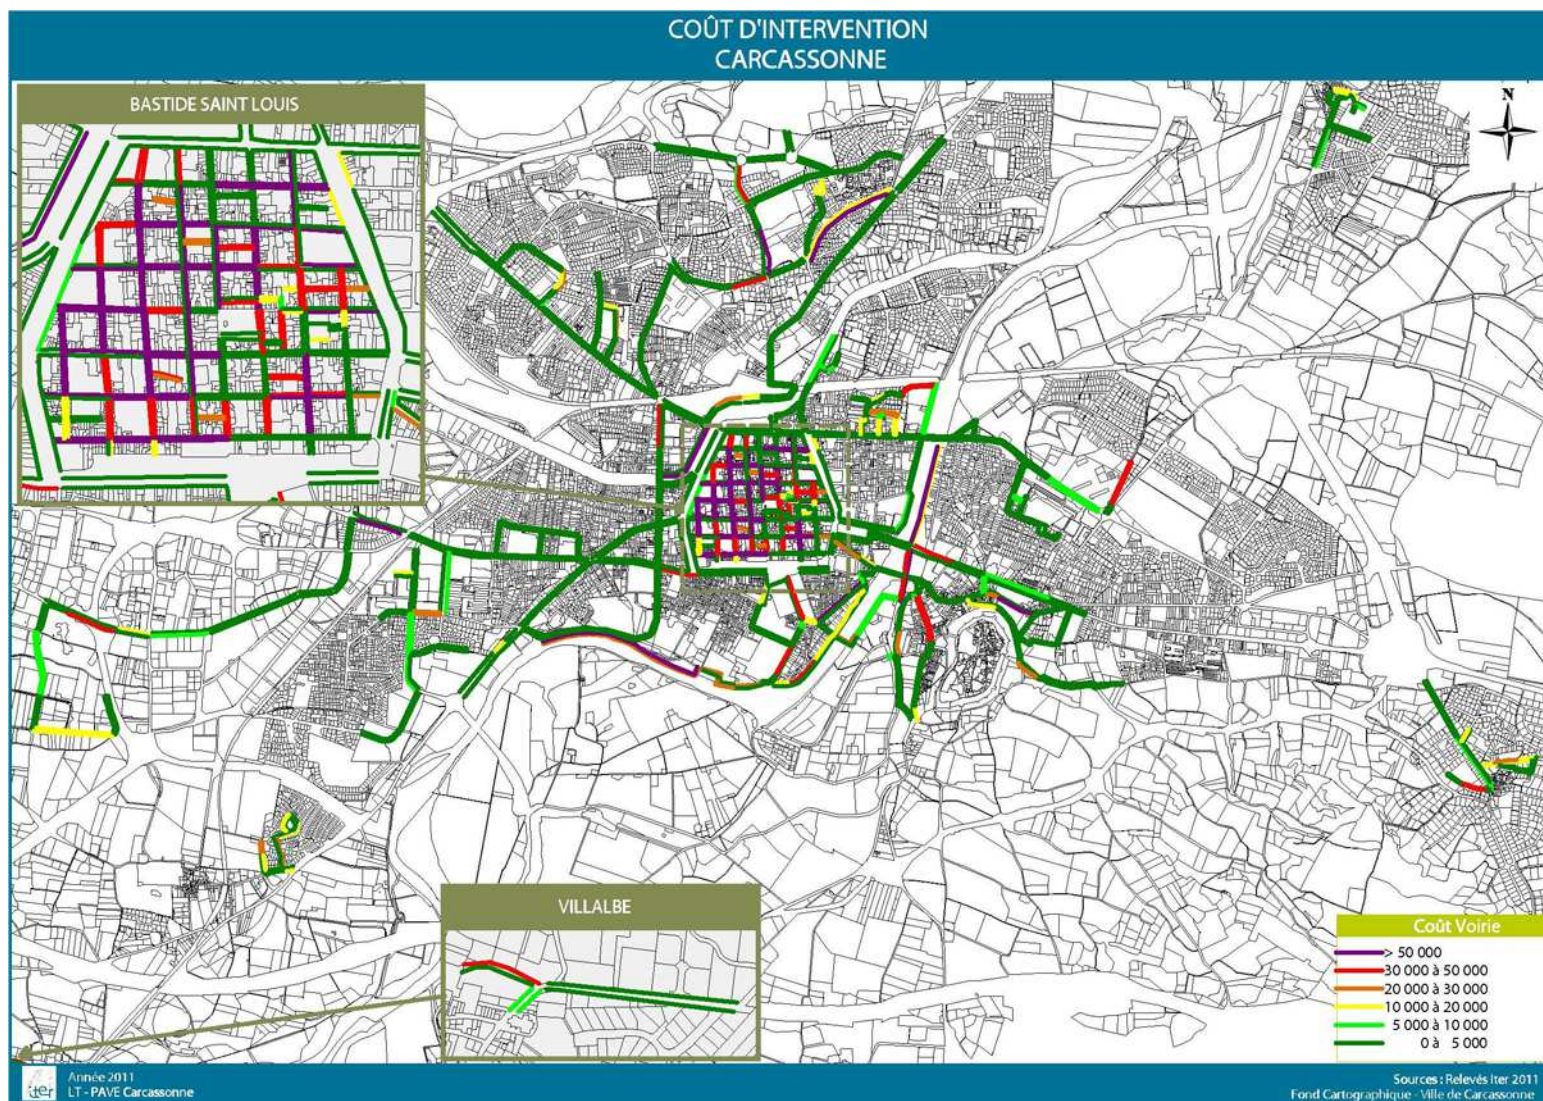 COÛT D'INTERVENTION
CARCASSONNE
BASTIDE SAINT LOUIS
N
VILLALBE
Coût Voirie
> 50 000
30 000 à 50 000
20 000 à 30 000
10 000 à 20 000
5 000 à 10 000
0 à 5 000
iter
Année 2011
LT - PAVE Carcassonne
Sources : Relevés Iter 2011
Fond Cartographique - Ville de Carcassonne